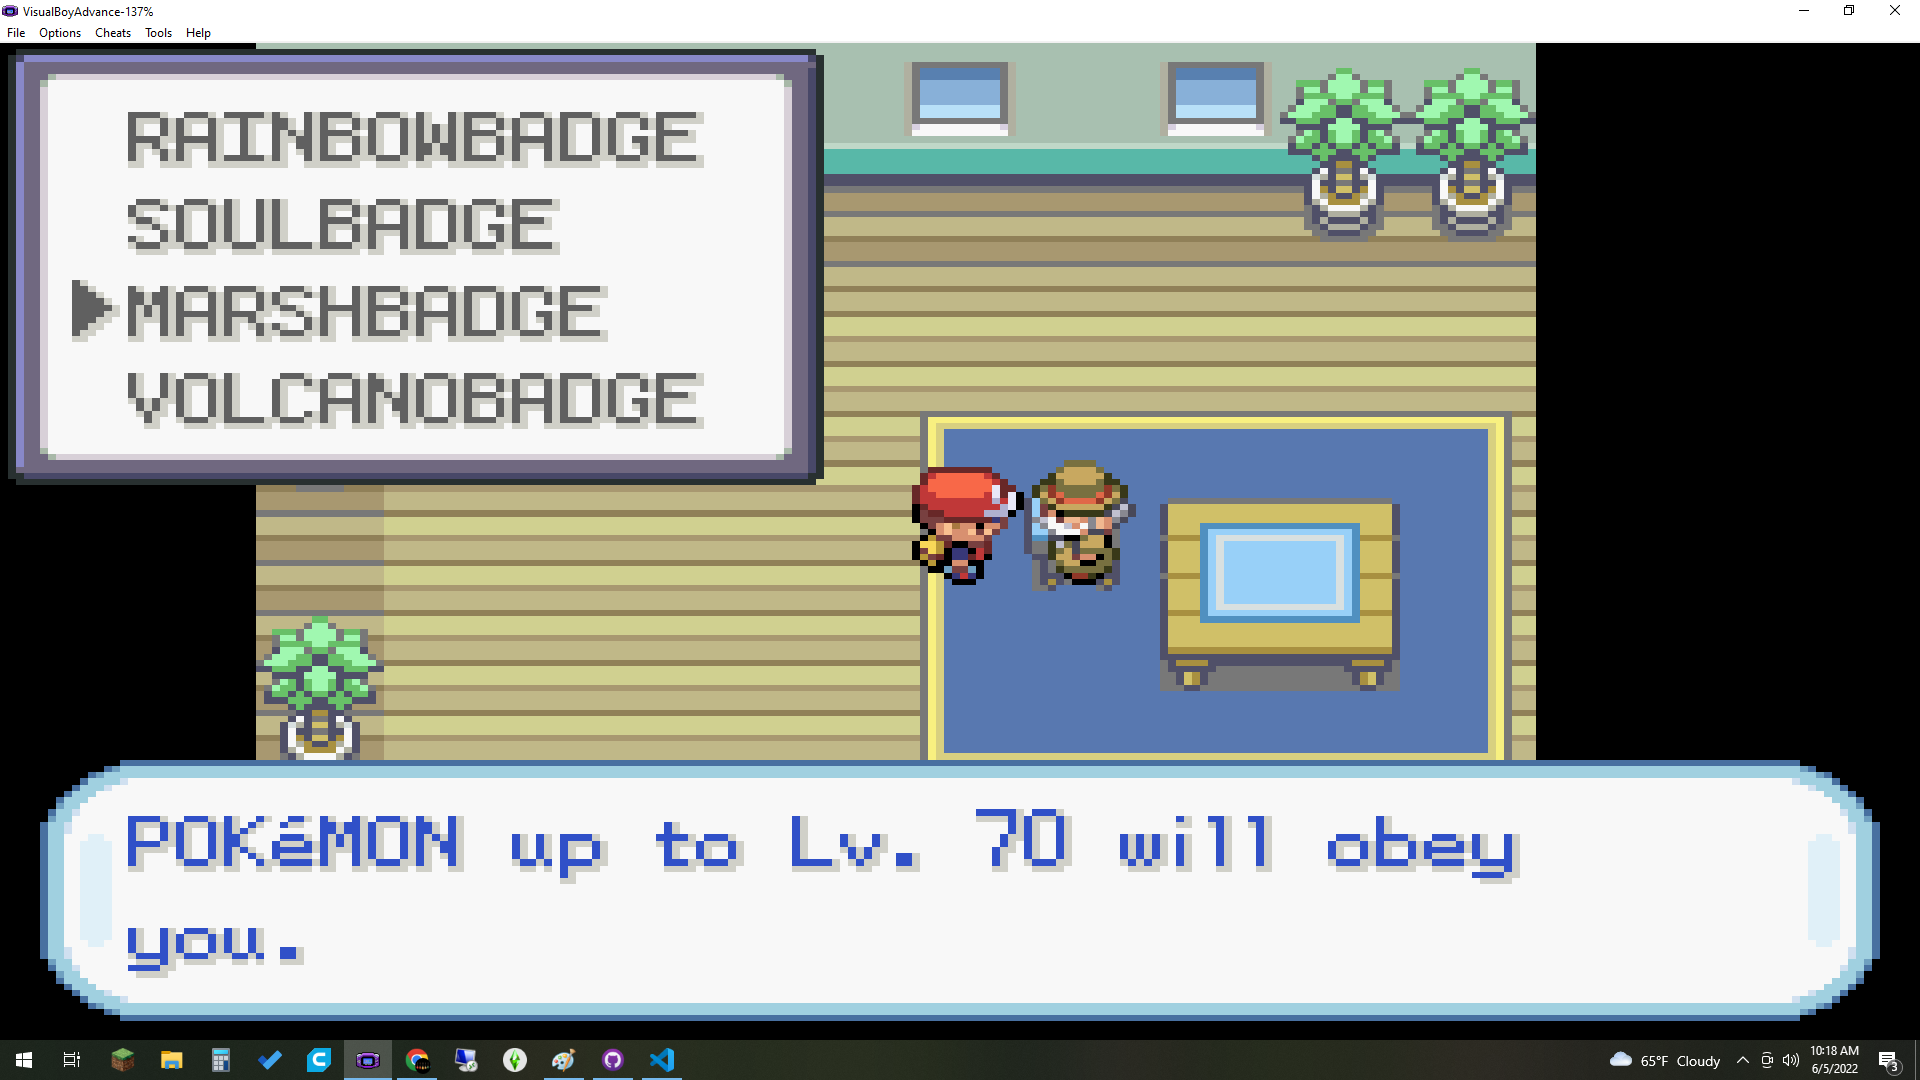 VisualBoyAdvance-137%
File Options Cheats Tools Help
RAINBOWBADGE
SOULBADGE
MARSHBADGE
VOLCANOBADGE
POKéMON up to Lv. 70 will obey
you.
65°F Cloudy
10:18 AM
6/5/2022
3